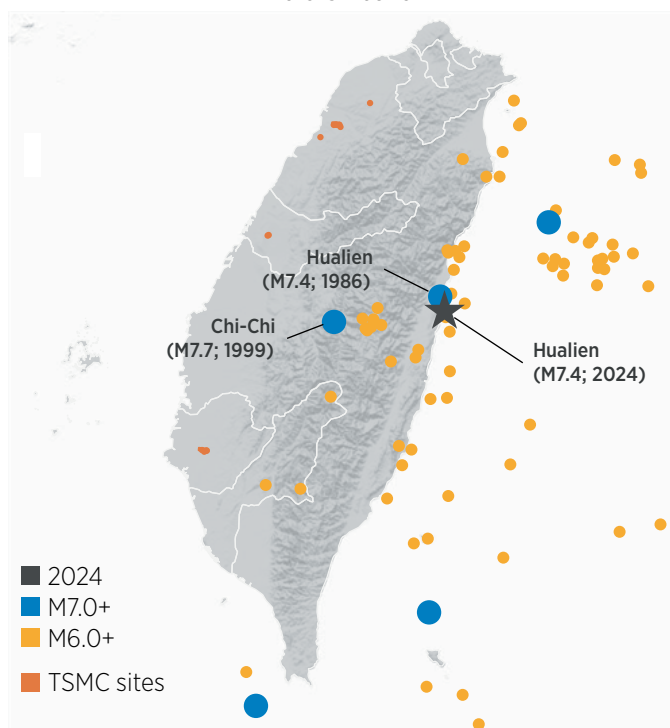 Hualien
(M7.4; 1986)
Chi-Chi
(M7.7; 1999)
Hualien
(M7.4; 2024)
2024
M7.0+
M6.0+
TSMC sites